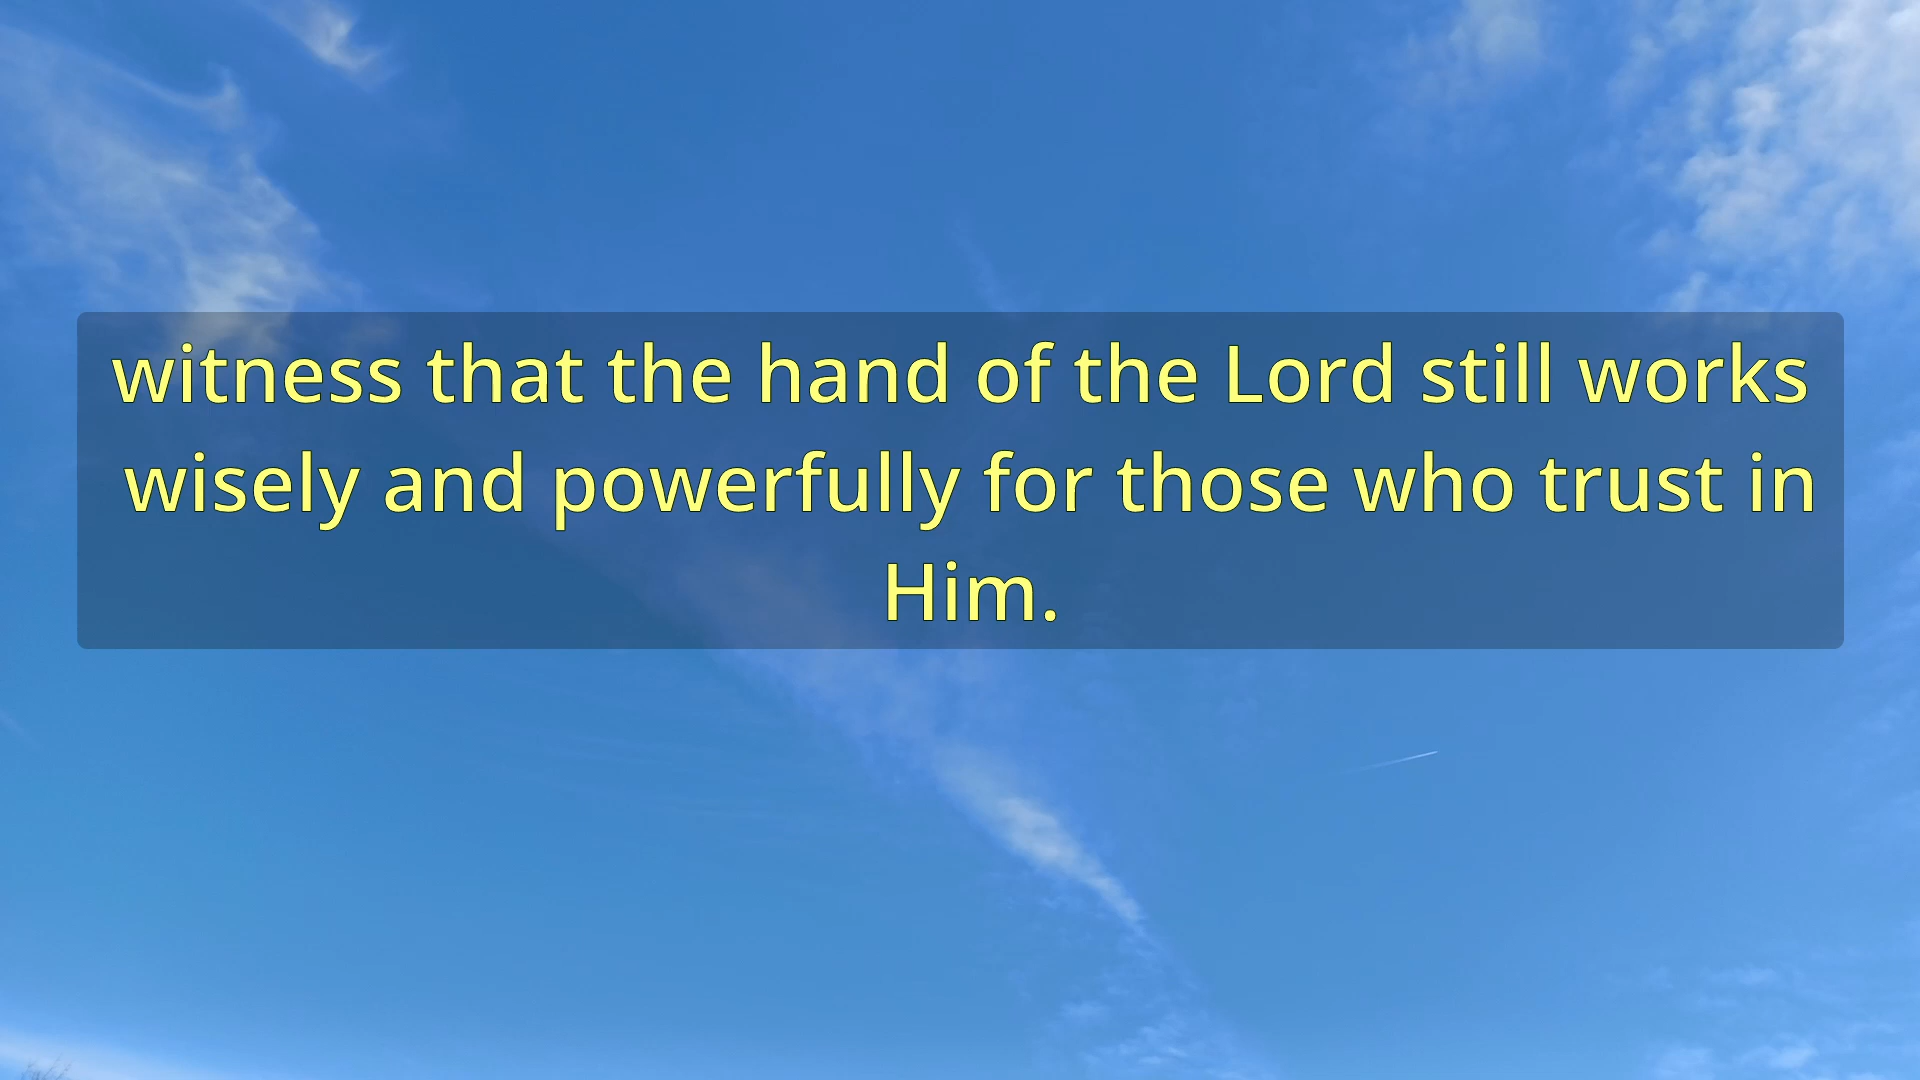 witness that the hand of the Lord still works
wisely and powerfully for those who trust in
Him.